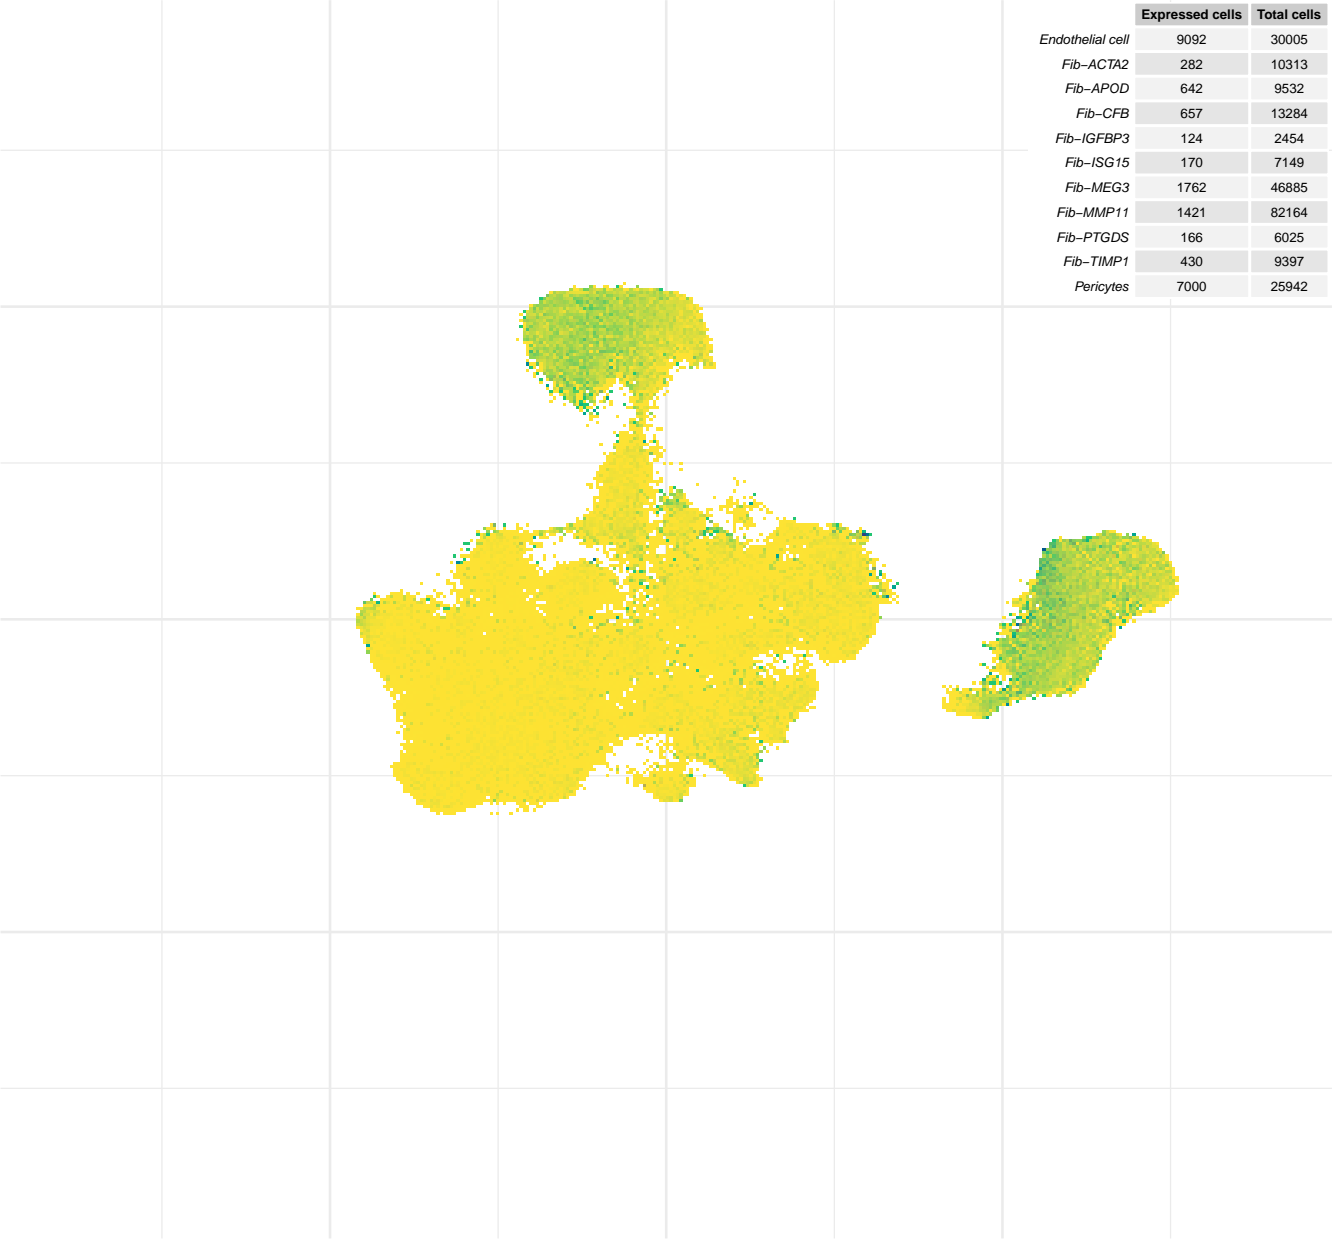 Expressed cells Total cells
Endothelial cell 9092 30005
Fib−ACTA2 282 10313
Fib−APOD 642 9532
Fib−CFB 657 13284
Fib−IGFBP3 124 2454
Fib−ISG15 170 7149
Fib−MEG3 1762 46885
Fib−MMP11 1421 82164
Fib−PTGDS 166 6025
Fib−TIMP1 430 9397
Pericytes 7000 25942